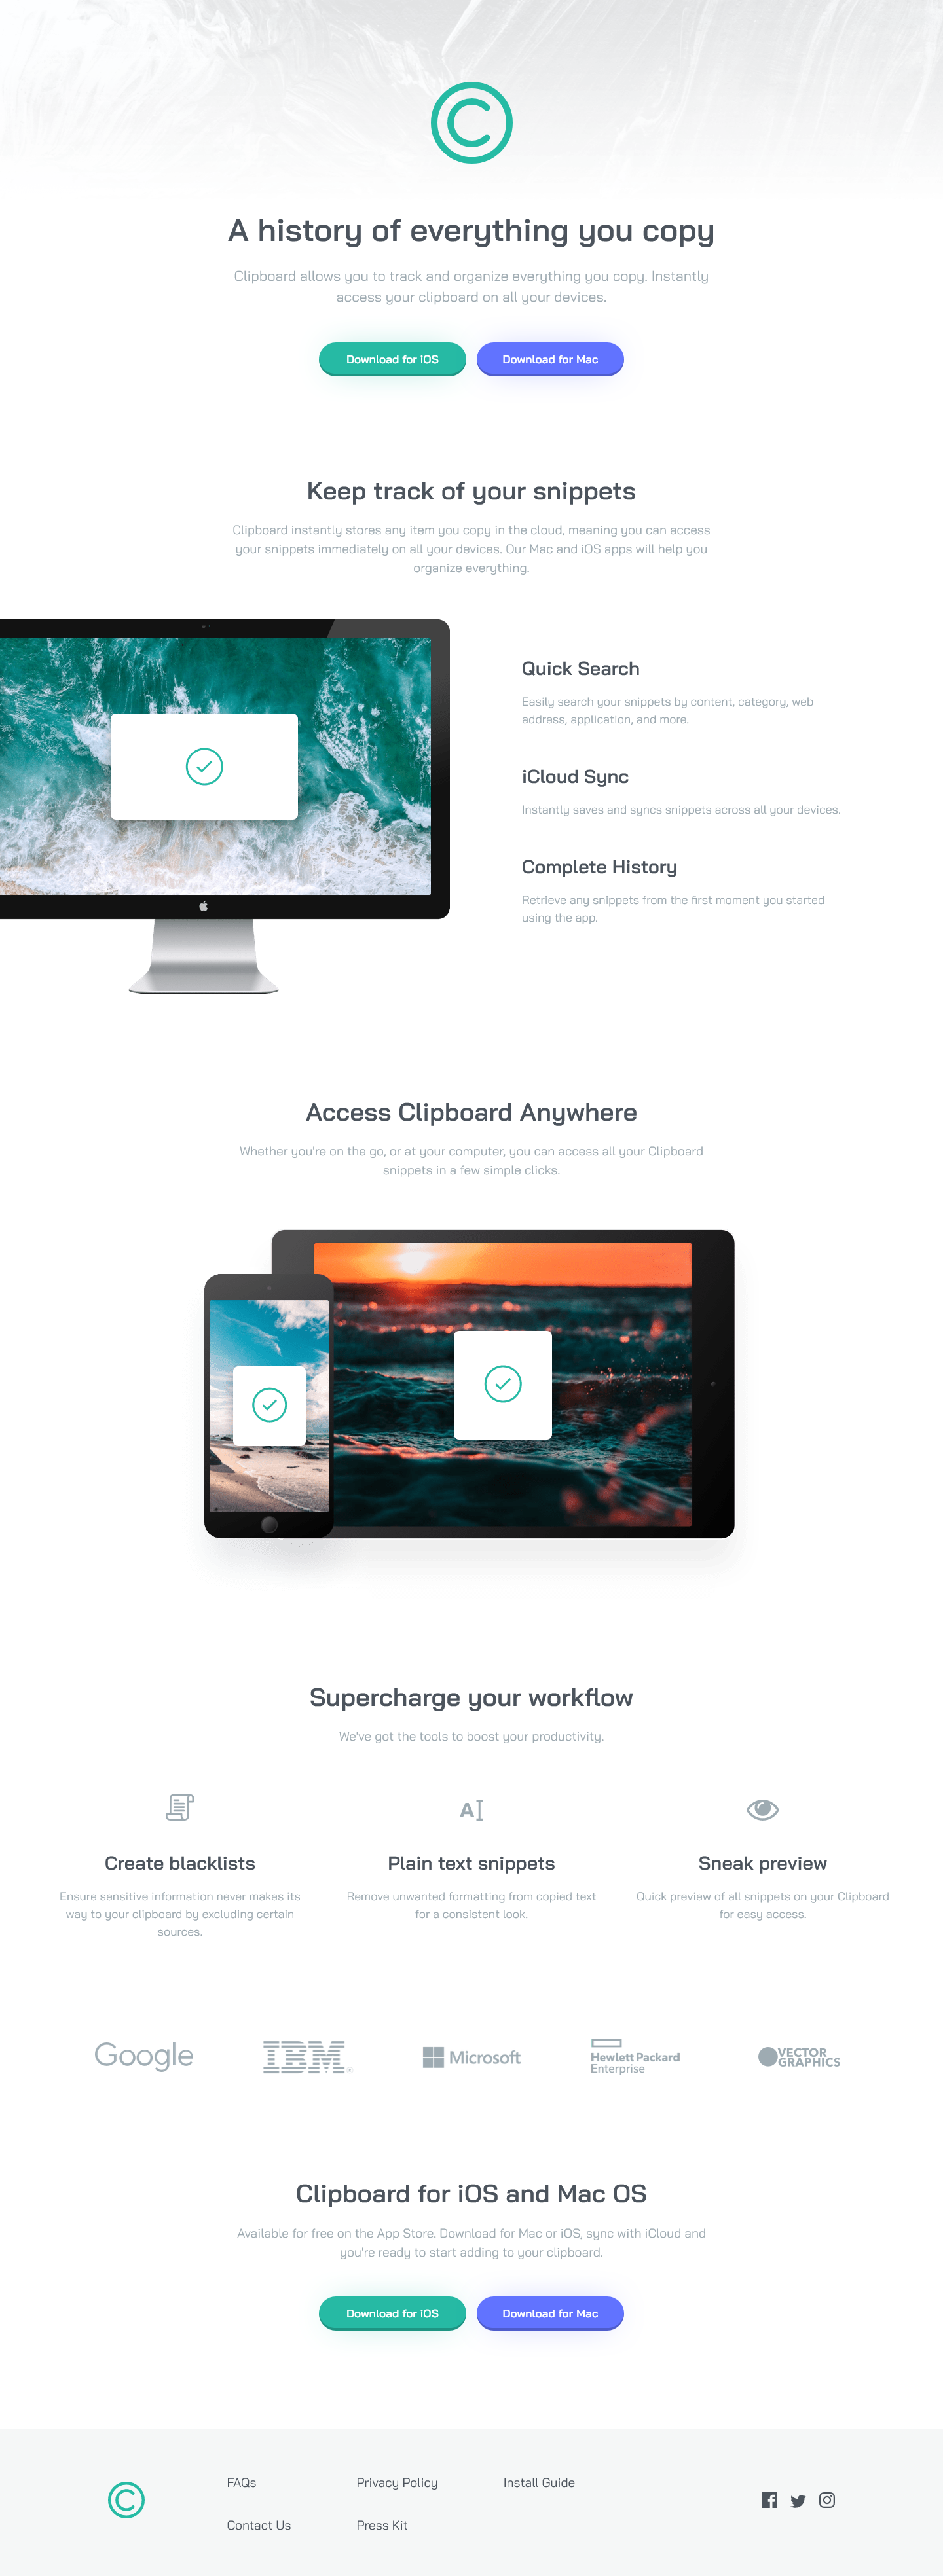 A history of everything you copy
Clipboard allows you to track and organize everything you copy. Instantly
access your clipboard on all your devices.
Download for iOS
Download for Mac
Keep track of your snippets
Clipboard instantly stores any item you copy in the cloud, meaning you can access
your snippets immediately on all your devices. Our Mac and iOS apps will help you
organize everything.
Quick Search
Easily search your snippets by content, category, web
address, application, and more.
iCloud Sync
Instantly saves and syncs snippets across all your devices.
Complete History
Retrieve any snippets from the first moment you started
using the app.
Access Clipboard Anywhere
Whether you're on the go, or at your computer, you can access all your Clipboard
snippets in a few simple clicks.
Supercharge your workflow
We've got the tools to boost your productivity.
Create blacklists
Ensure sensitive information never makes its
way to your clipboard by excluding certain
sources.
Plain text snippets
Remove unwanted formatting from copied text
for a consistent look.
Sneak preview
Quick preview of all snippets on your Clipboard
for easy access.
Google
IBM
Microsoft
Hewlett Packard
Enterprise
VECTOR
GRAPHICS
Clipboard for iOS and Mac OS
Available for free on the App Store. Download for Mac or iOS, sync with iCloud and
you're ready to start adding to your clipboard.
Download for iOS
Download for Mac
FAQs
Privacy Policy
Install Guide
Contact Us
Press Kit